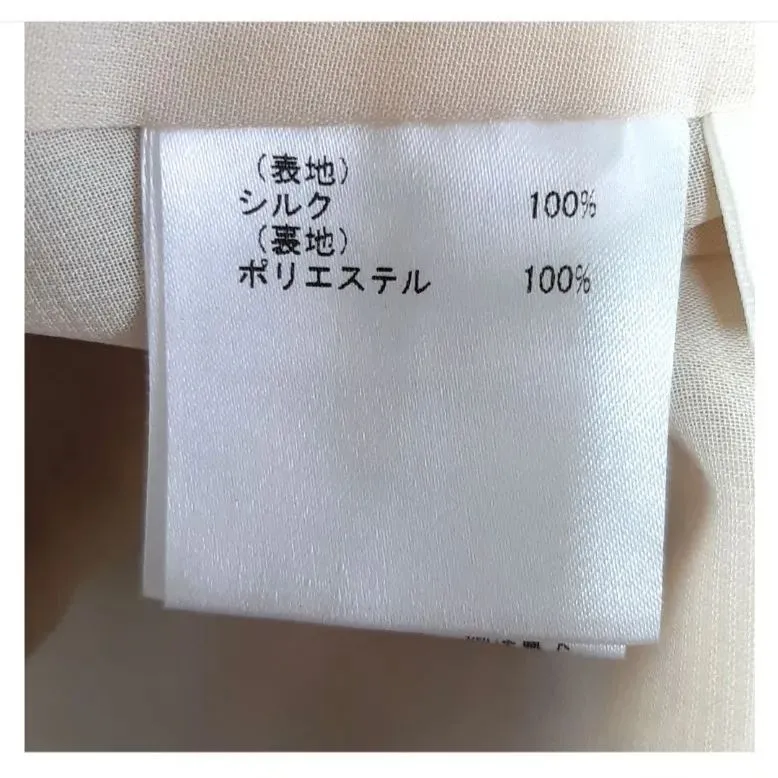 （表地）
シルク 100%
（裏地）
ポリエステル 100%